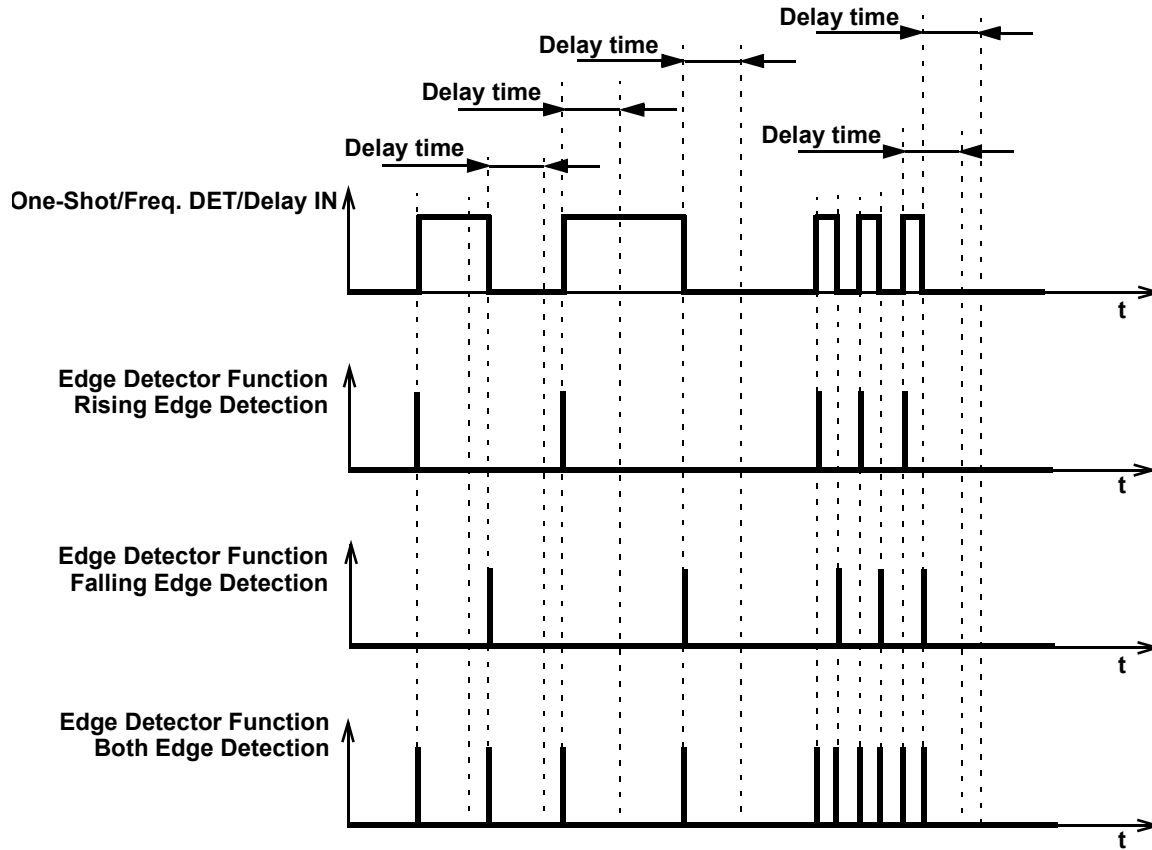 Delay time
Delay time
Delay time
Delay time
Delay time
One-Shot/Freq. DET/Delay IN
t
Edge Detector Function
Rising Edge Detection
t
Edge Detector Function
Falling Edge Detection
t
Edge Detector Function
Both Edge Detection
t